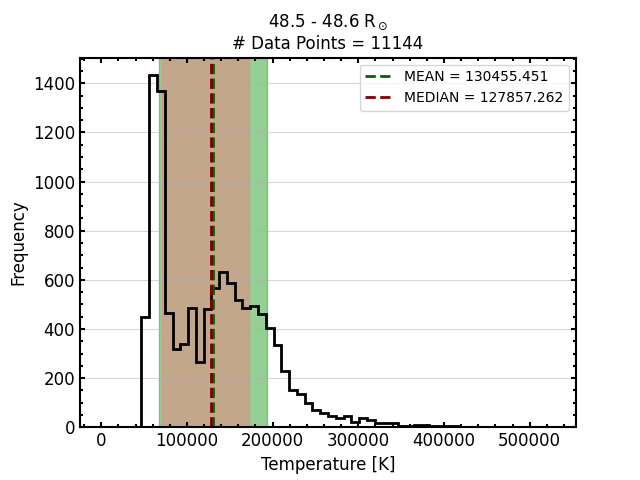 48.5 - 48.6 R⊙
# Data Points = 11144
MEAN = 130455.451
MEDIAN = 127857.262
Frequency
1400
1200
1000
800
600
400
200
0
0 100000 200000 300000 400000 500000
Temperature [K]